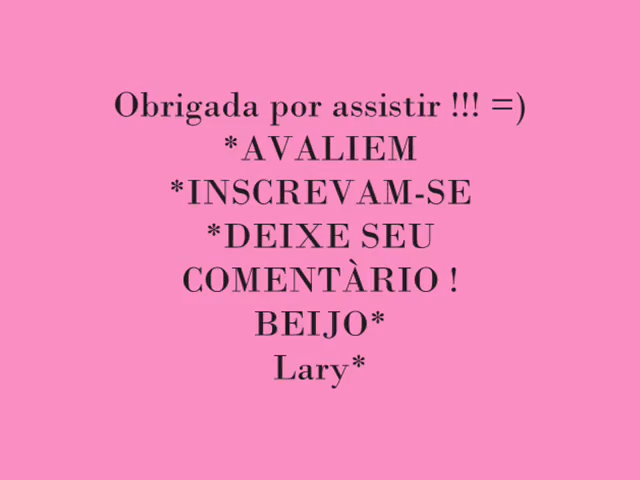 Obrigada por assistir !!! =)
*AVALIEM
*INSCREVAM-SE
*DEIXE SEU
COMENTÀRIO !
BEIJO*
Lary*